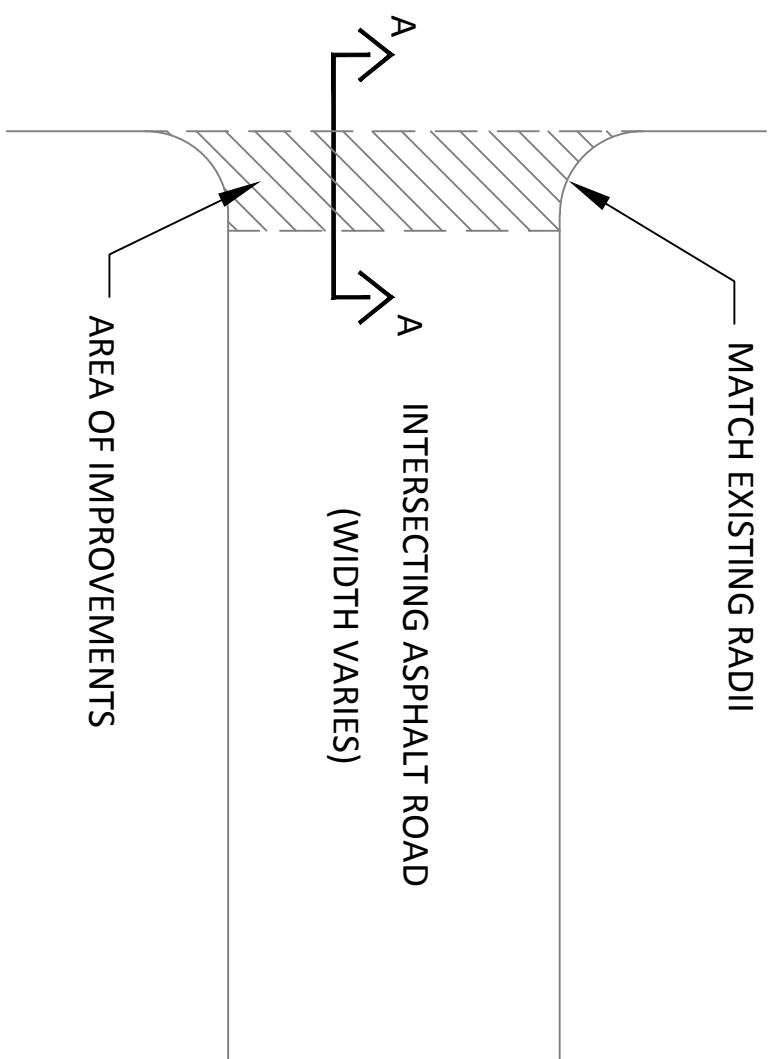 A
A
MATCH EXISTING RADII
INTERSECTING ASPHALT ROAD
(WIDTH VARIES)
AREA OF IMPROVEMENTS